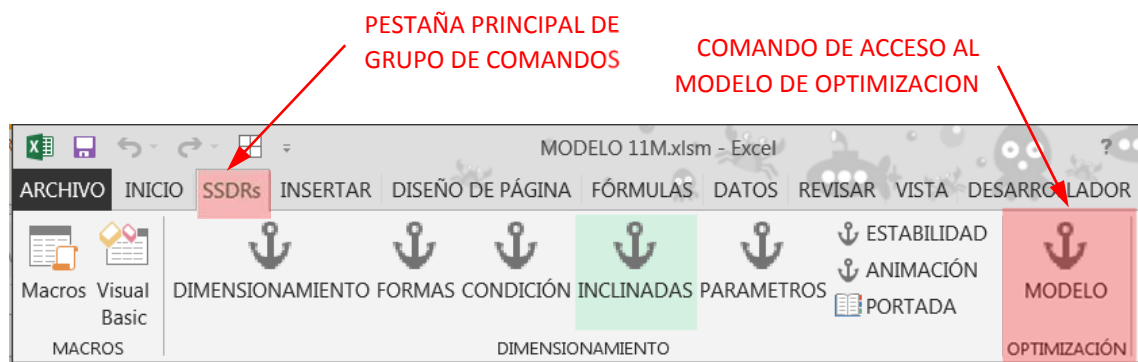 PESTAÑA PRINCIPAL DE
GRUPO DE COMANDOS
COMANDO DE ACCESO AL
MODELO DE OPTIMIZACION
MODELO 11M.xlsm - Excel
?
ARCHIVO INICIO SSDRs INSERTAR DISEÑO DE PÁGINA FÓRMULAS DATOS REVISAR VISTA DESARROLLADOR
Macros
Visual
Basic
MACROS
DIMENSIONAMIENTO FORMAS CONDICIÓN INCLINADAS PARAMETROS
ESTABILIDAD
ANIMACIÓN
PORTADA
DIMENSIONAMIENTO
MODELO
OPTIMIZACIÓN